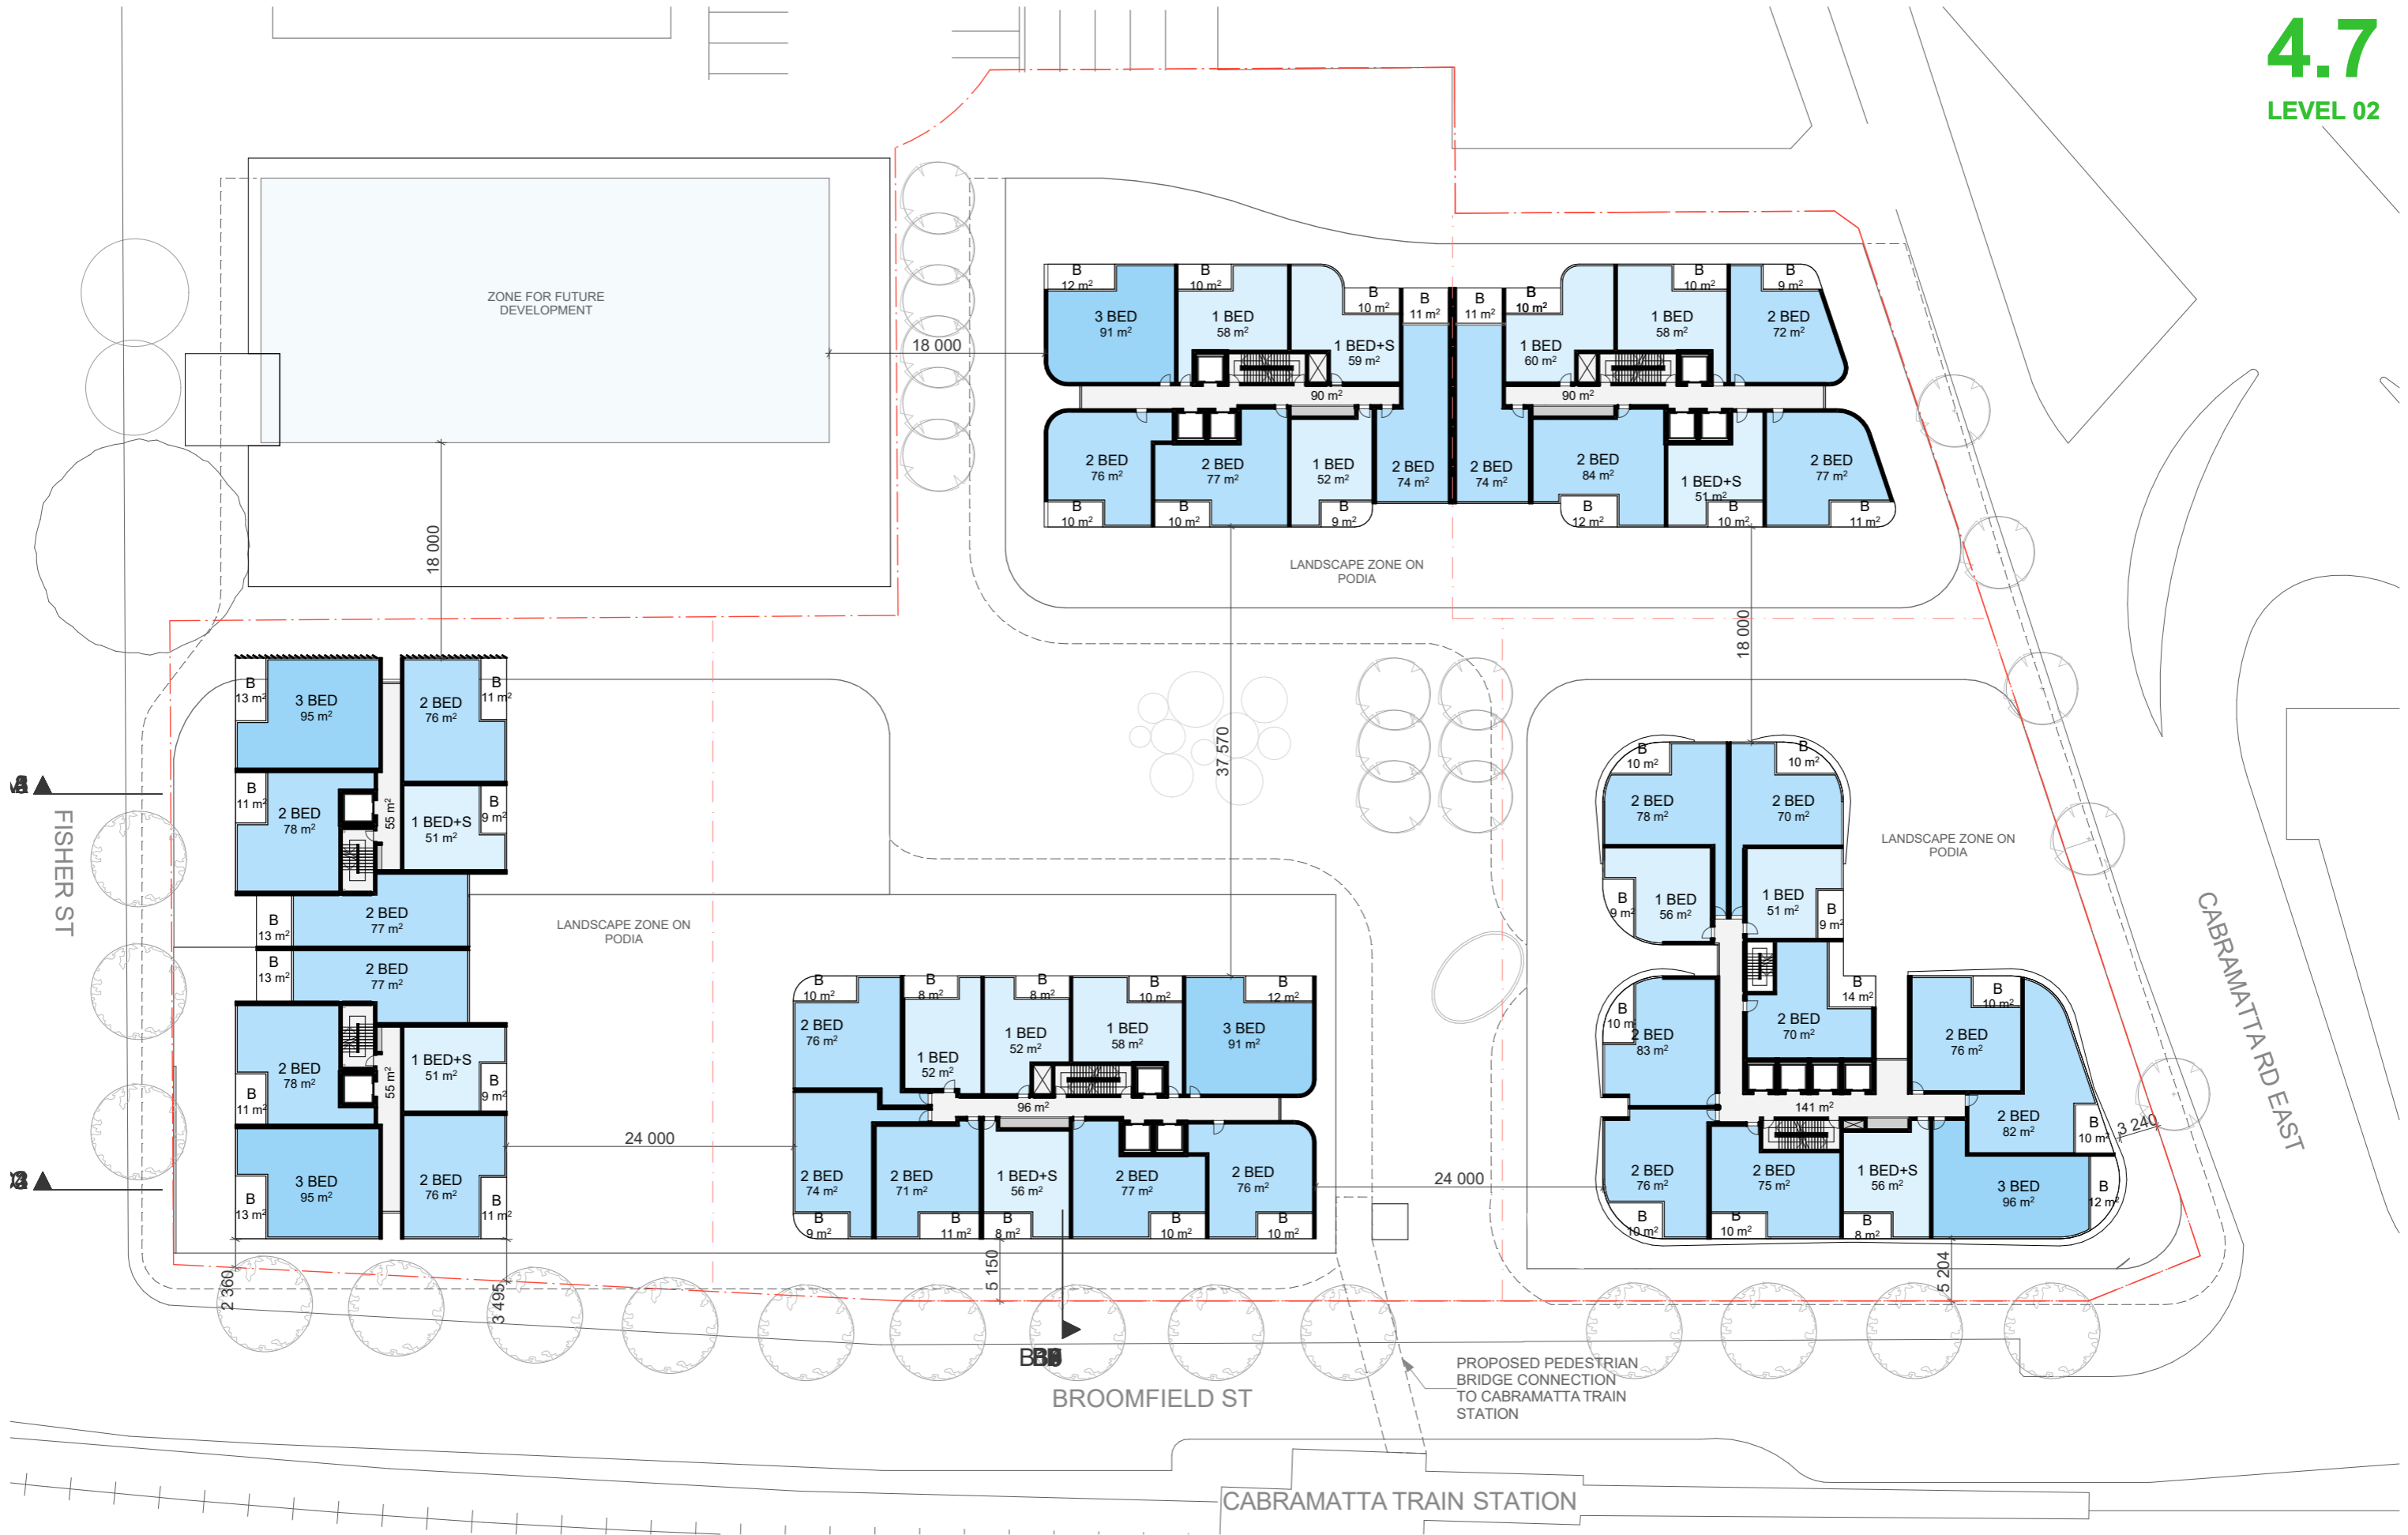 4.7
LEVEL 02
ZONE FOR FUTURE
DEVELOPMENT
18 000
18 000
B
12 m²
3 BED
91 m²
B
10 m²
1 BED
58 m²
B
10 m²
1 BED+S
59 m²
B
11 m²
B
11 m²
B
10 m²
1 BED
60 m²
B
10 m²
1 BED
58 m²
B
9 m²
2 BED
72 m²
90 m²
90 m²
2 BED
76 m²
B
10 m²
2 BED
77 m²
B
10 m²
1 BED
52 m²
B
9 m²
2 BED
74 m²
2 BED
74 m²
2 BED
84 m²
B
12 m²
1 BED+S
51 m²
B
10 m²
2 BED
77 m²
B
11 m²
LANDSCAPE ZONE ON
PODIA
37 570
18 000
B
13 m²
3 BED
95 m²
2 BED
76 m²
B
11 m²
B
11 m²
2 BED
78 m²
55 m²
1 BED+S
51 m²
B
9 m²
B
13 m²
2 BED
77 m²
B
13 m²
2 BED
77 m²
2 BED
78 m²
B
11 m²
55 m²
1 BED+S
51 m²
B
9 m²
3 BED
95 m²
B
13 m²
2 BED
76 m²
B
11 m²
FISHER ST
LANDSCAPE ZONE ON
PODIA
24 000
B
10 m²
2 BED
76 m²
B
8 m²
1 BED
52 m²
B
8 m²
1 BED
52 m²
B
10 m²
1 BED
58 m²
B
12 m²
3 BED
91 m²
96 m²
2 BED
74 m²
B
9 m²
2 BED
71 m²
B
11 m²
1 BED+S
56 m²
B
8 m²
2 BED
77 m²
B
10 m²
2 BED
76 m²
B
10 m²
24 000
B
10 m²
2 BED
78 m²
B
10 m²
2 BED
70 m²
B
9 m²
1 BED
56 m²
1 BED
51 m²
B
9 m²
LANDSCAPE ZONE ON
PODIA
B
10 m²
2 BED
83 m²
2 BED
70 m²
B
14 m²
B
10 m²
2 BED
76 m²
2 BED
82 m²
B
10 m²
141 m²
2 BED
76 m²
B
10 m²
2 BED
75 m²
B
10 m²
1 BED+S
56 m²
B
8 m²
3 BED
96 m²
B
12 m²
3 240
CABRAMATTA RD EAST
2 360
3 495
5 150
5 204
BROOMFIELD ST
PROPOSED PEDESTRIAN
BRIDGE CONNECTION
TO CABRAMATTA TRAIN
STATION
CABRAMATTA TRAIN STATION